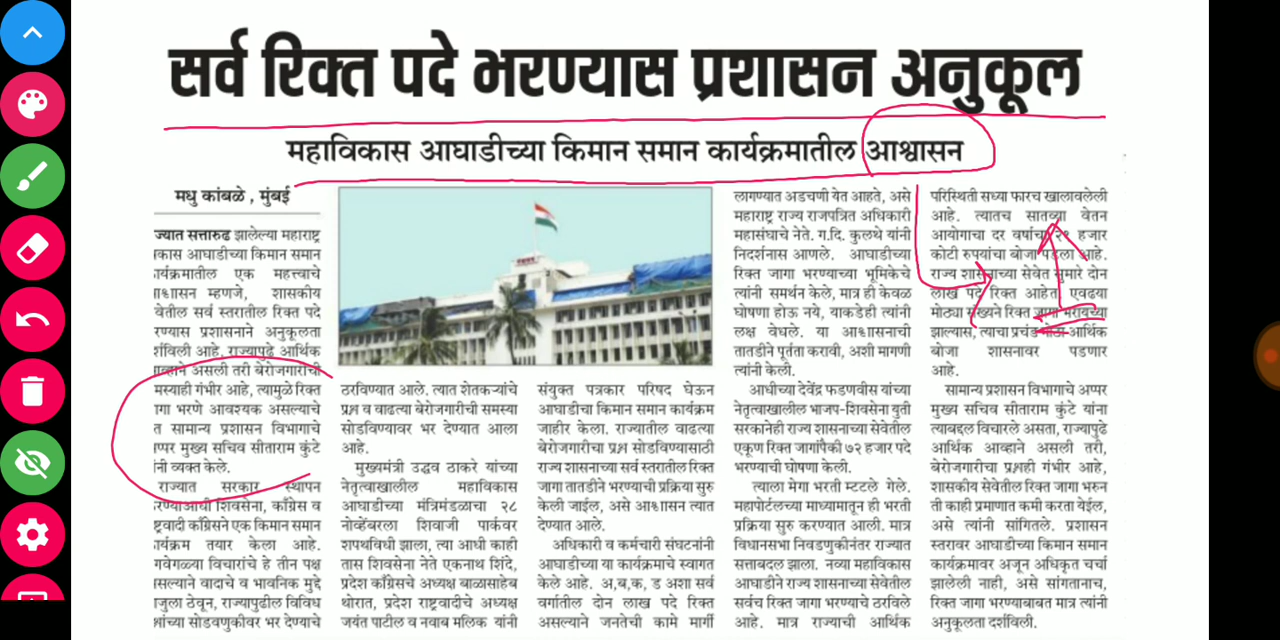 सर्व रिक्त पदे भरण्यास प्रशासन अनुकूल
महाविकास आघाडीच्या किमान समान कार्यक्रमातील आश्वासन
मधु कांबळे , मुंबई
ज्यात सत्तारुढ झालेल्या महाराष्ट्र
कास आघाडीच्या किमान समान
कार्यक्रमातील एक महत्त्वाचे
आश्वासन म्हणजे, शासकीय
वेतील सर्व स्तरातील रिक्त पदे
रण्यास प्रशासनाने अनुकूलता
र्शविली आहे. राज्यापुढे आर्थिक
आव्हाने असली तरी बेरोजगारीची
मस्याही गंभीर आहे, त्यामुळे रिक्त
ागा भरणे आवश्यक असल्याचे
त सामान्य प्रशासन विभागाचे
प्पर मुख्य सचिव सीताराम कुंटे
ांनी व्यक्त केले.
राज्यात सरकार स्थापन
रण्याआधी शिवसेना, काँग्रेस व
ष्ट्रवादी काँग्रेसने एक किमान समान
ार्यक्रम तयार केला आहे.
गवेगळ्या विचारांचे हे तीन पक्ष
सल्याने वादाचे व भावनिक मुद्दे
ाजुला ठेवून, राज्यापुढील विविध
श्नांच्या सोडवणुकीवर भर देण्याचे
ठरविण्यात आले. त्यात शेतकऱ्यांचे
प्रश्न व वाढत्या बेरोजगारीची समस्या
सोडविण्यावर भर देण्यात आला
आहे.
मुख्यमंत्री उद्धव ठाकरे यांच्या
नेतृत्वाखालील महाविकास
आघाडीच्या मंत्रिमंडळाचा २८
नोव्हेंबरला शिवाजी पार्कवर
शपथविधी झाला, त्या आधी काही
तास शिवसेना नेते एकनाथ शिंदे,
प्रदेश काँग्रेसचे अध्यक्ष बाळासाहेब
थोरात, प्रदेश राष्ट्रवादीचे अध्यक्ष
जयंत पाटील व नवाब मलिक यांनी
संयुक्त पत्रकार परिषद घेऊन
आघाडीचा किमान समान कार्यक्रम
जाहीर केला. राज्यातील वाढत्या
बेरोजगारीचा प्रश्न सोडविण्यासाठी
राज्य शासनाच्या सर्व स्तरातील रिक्त
जागा तातडीने भरण्याची प्रक्रिया सुरु
केली जाईल, असे आश्वासन त्यात
देण्यात आले.
अधिकारी व कर्मचारी संघटनांनी
आघाडीच्या या कार्यक्रमाचे स्वागत
केले आहे. अ,ब,क, ड अशा सर्व
वर्गातील दोन लाख पदे रिक्त
असल्याने जनतेची कामे मार्गी
लागण्यात अडचणी येत आहते, असे
महाराष्ट्र राज्य राजपत्रित अधिकारी
महासंघाचे नेते. ग.दि. कुलथे यांनी
निदर्शनास आणले. आघाडीच्या
रिक्त जागा भरण्याच्या भूमिकेचे
त्यांनी समर्थन केले, मात्र ही केवळ
घोषणा होऊ नये, याकडेही त्यांनी
लक्ष वेधले. या आश्वासनाची
तातडीने पूर्तता करावी, अशी मागणी
त्यांनी केली.
आधीच्या देवेंद्र फडणवीस यांच्या
नेतृत्वाखालील भाजप-शिवसेना युती
सरकानेही राज्य शासनाच्या सेवेतील
एकूण रिक्त जागांपैकी ७२ हजार पदे
भरण्याची घोषणा केली.
त्याला मेगा भरती म्टटले गेले.
महापोर्टलच्या माध्यमातून ही भरती
प्रक्रिया सुरु करण्यात आली. मात्र
विधानसभा निवडणुकीनंतर राज्यात
सत्ताबदल झाला. नव्या महाविकास
आघाडीने राज्य शासनाच्या सेवेतील
सर्वच रिक्त जागा भरण्याचे ठरविले
आहे. मात्र राज्याची आर्थिक
परिस्थिती सध्या फारच खालावलेली
आहे. त्यातच सातव्या वेतन
आयोगाचा दर वर्षाचा २१ हजार
कोटी रुपयांचा बोजा पडला आहे.
राज्य शासनाच्या सेवेत सुमारे दोन
लाख पदे रिक्त आहेत. एवढ्या
मोठ्या संख्यने रिक्त जागा भरायच्या
झाल्यास, त्याचा प्रचंड मोठा आर्थिक
बोजा शासनावर पडणार
आहे.
सामान्य प्रशासन विभागाचे अप्पर
मुख्य सचिव सीताराम कुंटे यांना
त्याबद्दल विचारले असता, राज्यापुढे
आर्थिक आव्हाने असली तरी,
बेरोजगारीचा प्रश्नही गंभीर आहे,
शासकीय सेवेतील रिक्त जागा भरुन
ती काही प्रमाणात कमी करता येईल,
असे त्यांनी सांगितले. प्रशासन
स्तरावर आघाडीच्या किमान समान
कार्यक्रमावर अजून अधिकृत चर्चा
झालेली नाही, असे सांगतानाच,
रिक्त जागा भरण्याबाबत मात्र त्यांनी
अनुकूलता दर्शविली.